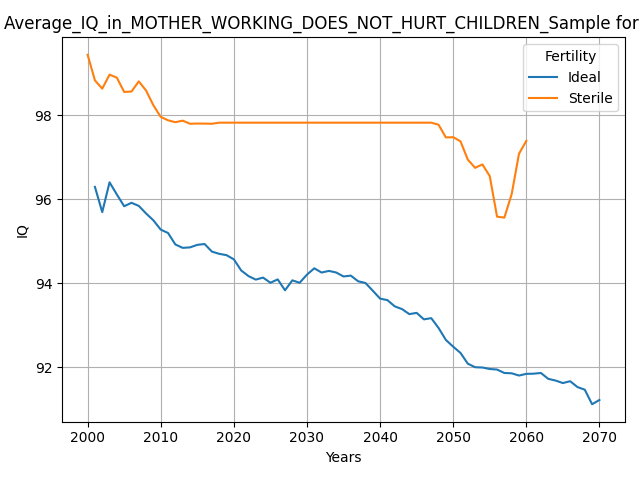 Average_IQ_in_MOTHER_WORKING_DOES_NOT_HURT_CHILDREN_Sample for
Fertility
Ideal
Sterile
98
96
94
92
IQ
2000 2010 2020 2030 2040 2050 2060 2070
Years